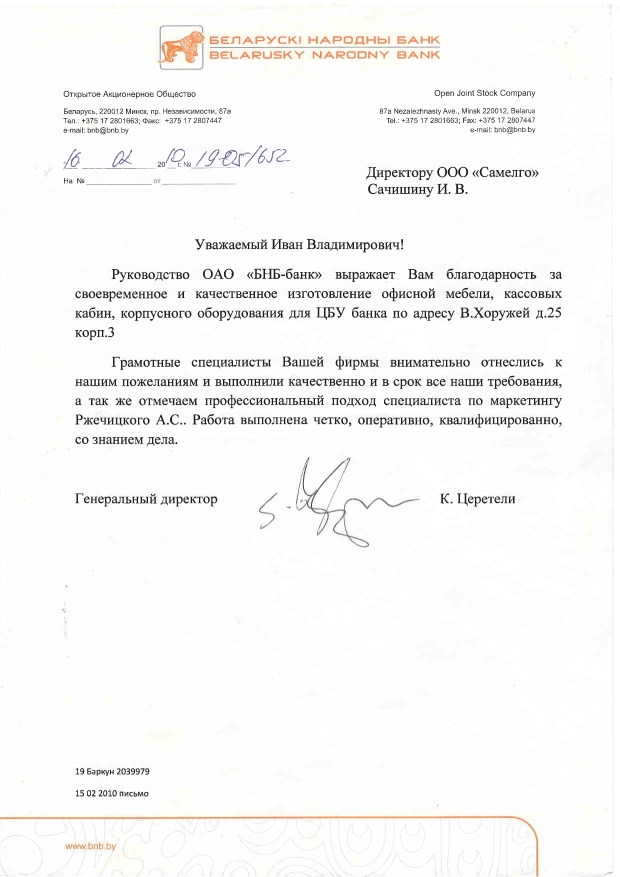 БЕЛАРУСКІ НАРОДНЫ БАНК
BELARUSKY NARODNY BANK
Открытое Акционерное Общество
Беларусь, 220012 Минск, пр. Независимости, 87а
Тел.: +375 17 2801663; Факс: +375 17 2807447
e-mail: bnb@bnb.by
Open Joint Stock Company
87a Nezalezhnasty Ave., Minsk 220012, Belarus
Tel.: +375 17 2801663; Fax: +375 17 2807447
e-mail: bnb@bnb.by
16 02 2010 г. № 19-05/652
На № ____________ от ____________
Директору ООО «Самелго»
Сачишину И. В.
Уважаемый Иван Владимирович!
Руководство ОАО «БНБ-банк» выражает Вам благодарность за
своевременное и качественное изготовление офисной мебели, кассовых
кабин, корпусного оборудования для ЦБУ банка по адресу В.Хоружей д.25
корп.3
Грамотные специалисты Вашей фирмы внимательно отнеслись к
нашим пожеланиям и выполнили качественно и в срок все наши требования,
а так же отмечаем профессиональный подход специалиста по маркетингу
Ржечицкого А.С.. Работа выполнена четко, оперативно, квалифицированно,
со знанием дела.
Генеральный директор К. Церетели
19 Баркун 2039979
15 02 2010 письмо
www.bnb.by